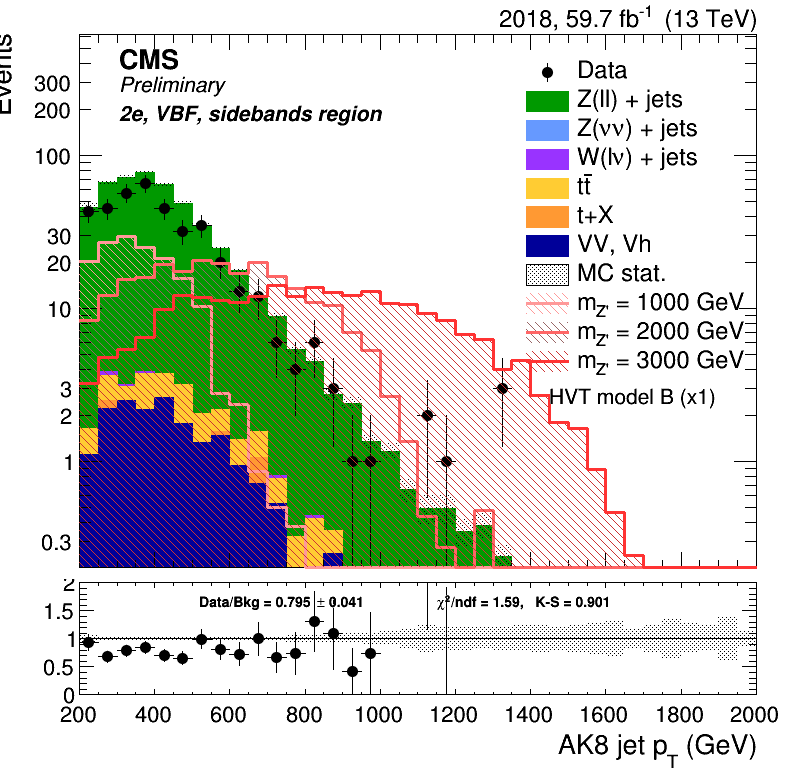 2018, 59.7 fb⁻¹ (13 TeV)
Events
CMS
Preliminary
2e, VBF, sidebands region
Data
Z(ll) + jets
Z(νν) + jets
W(lν) + jets
tt̄
t+X
VV, Vh
MC stat.
m_Z' = 1000 GeV
m_Z' = 2000 GeV
m_Z' = 3000 GeV
HVT model B (x1)
300
200
100
30
20
10
3
2
1
0.3
Data/Bkg = 0.795 ± 0.041
χ²/ndf = 1.59, K-S = 0.901
2
1.5
1
0.5
0
200 400 600 800 1000 1200 1400 1600 1800 2000
AK8 jet p_T (GeV)